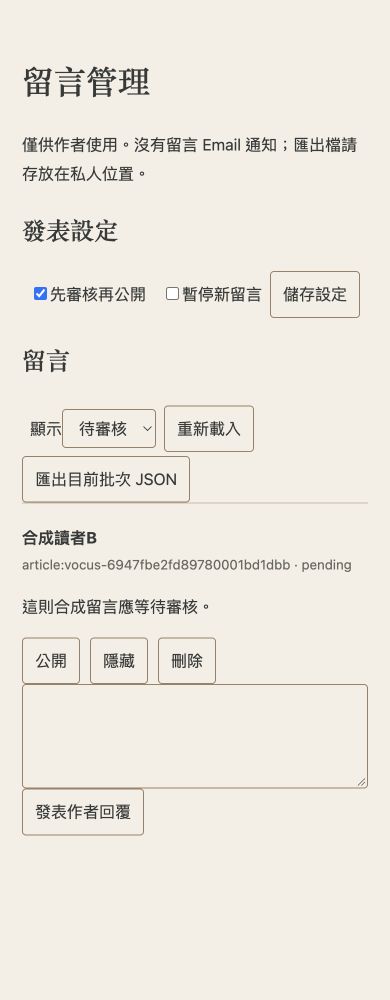 留言管理
僅供作者使用。沒有留言 Email 通知；匯出檔請
存放在私人位置。
發表設定
先審核再公開 暫停新留言 儲存設定
留言
顯示 待審核 重新載入
匯出目前批次 JSON
合成讀者B
article:vocus-6947fbe2fd89780001bd1dbb · pending
這則合成留言應等待審核。
公開 隱藏 刪除
發表作者回覆